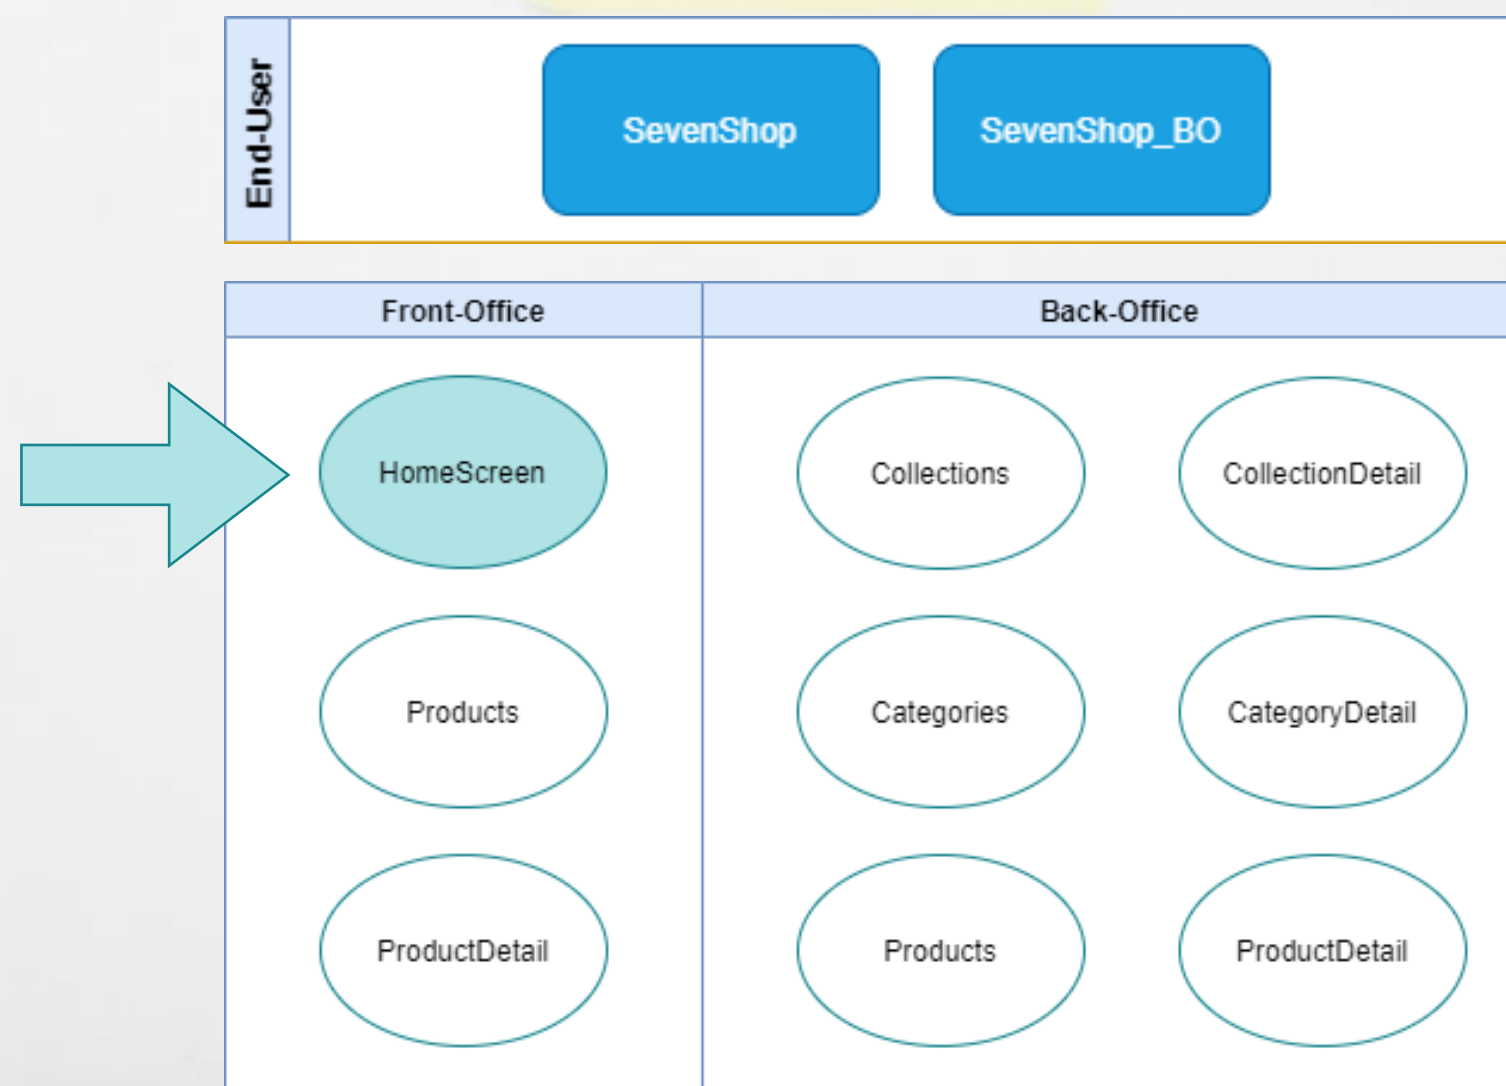 End-User
SevenShop
SevenShop_BO
Front-Office
Back-Office
HomeScreen
Collections
CollectionDetail
Products
Categories
CategoryDetail
ProductDetail
Products
ProductDetail